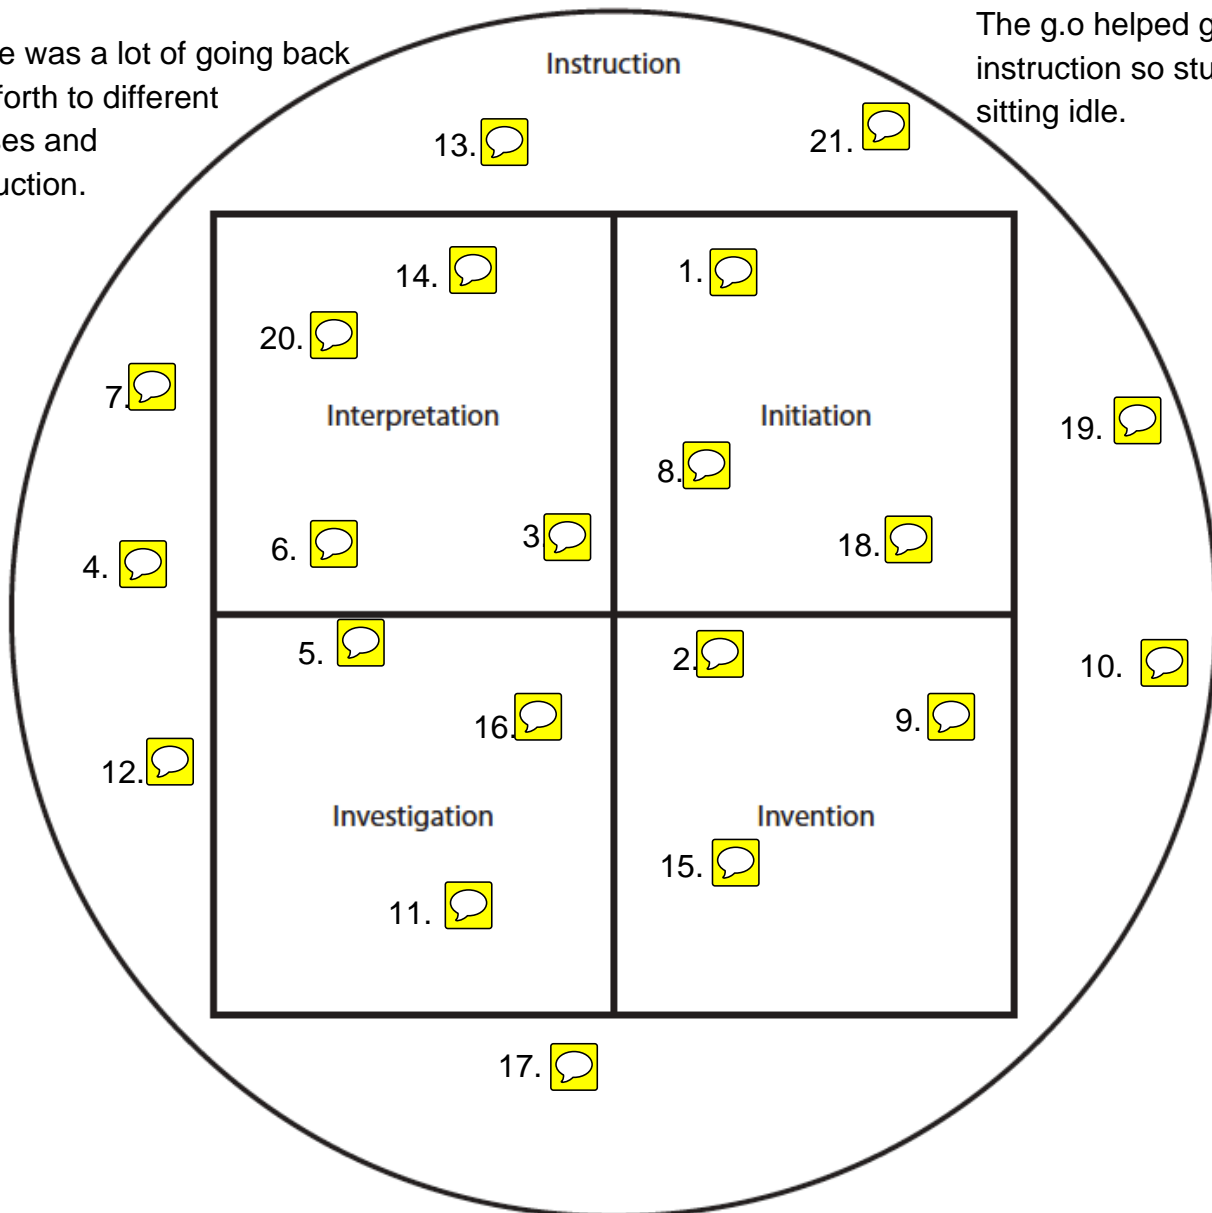 e was a lot of going back
forth to different
ses and
uction.
Instruction
The g.o helped g
instruction so stu
sitting idle.
13.
21.
14.
1.
20.
7.
Interpretation
Initiation
19.
8.
6.
3
18.
4.
5.
2.
10.
16.
9.
12.
Investigation
Invention
15.
11.
17.